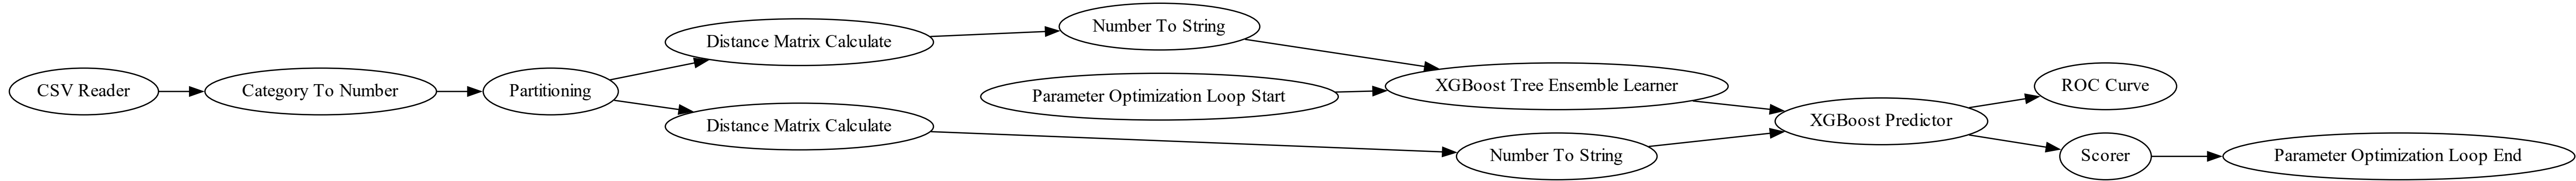 CSV Reader
Category To Number
Partitioning
Distance Matrix Calculate
Distance Matrix Calculate
Number To String
Parameter Optimization Loop Start
XGBoost Tree Ensemble Learner
Number To String
XGBoost Predictor
ROC Curve
Scorer
Parameter Optimization Loop End